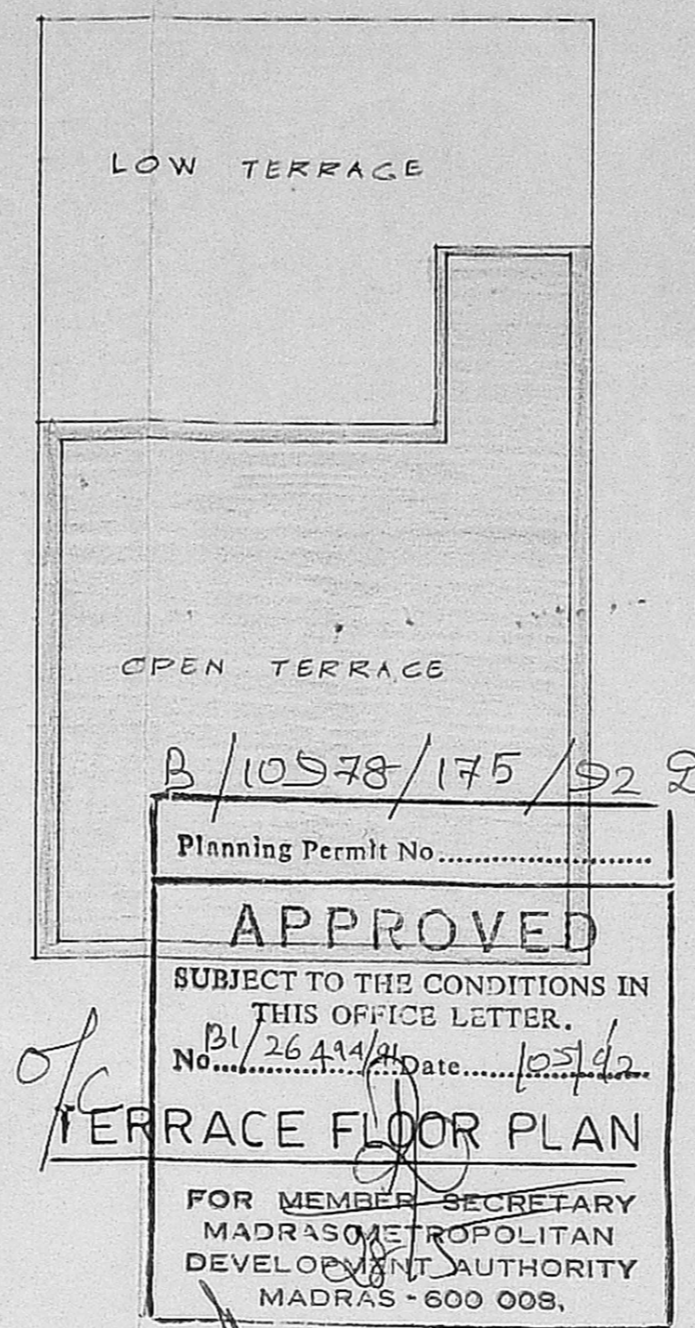 LOW TERRACE
OPEN TERRACE
B/10978/175/92
Planning Permit No
APPROVED
SUBJECT TO THE CONDITIONS IN
THIS OFFICE LETTER.
No. B1/26494/91 Date /05/92
O/C
TERRACE FLOOR PLAN
FOR MEMBER SECRETARY
MADRAS METROPOLITAN
DEVELOPMENT AUTHORITY
MADRAS - 600 008.